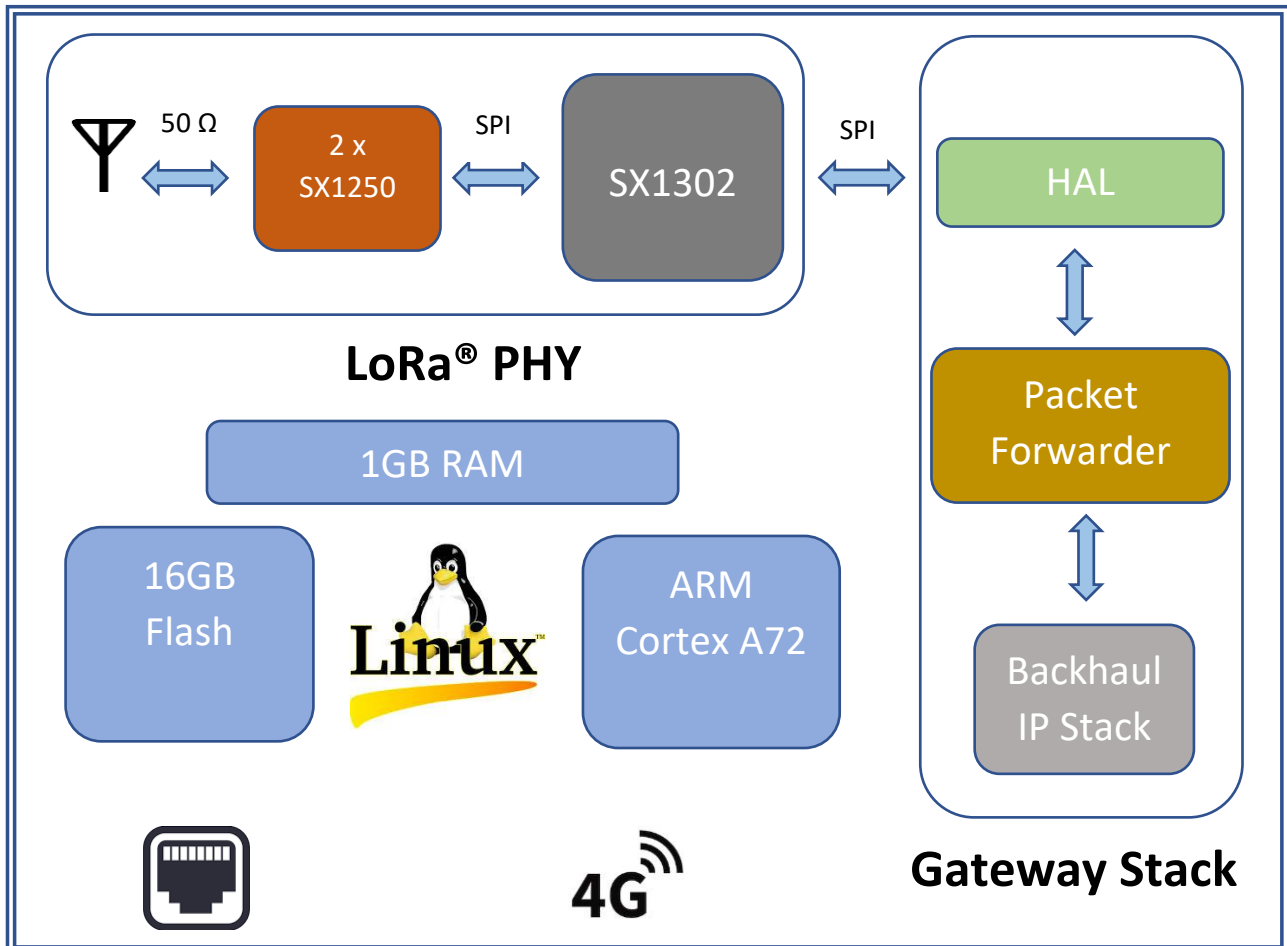 50 Ω
2 x
SX1250
SPI
SX1302
SPI
HAL
LoRa® PHY
Packet
Forwarder
1GB RAM
16GB
Flash
Linux™
ARM
Cortex A72
Backhaul
IP Stack
4G
Gateway Stack